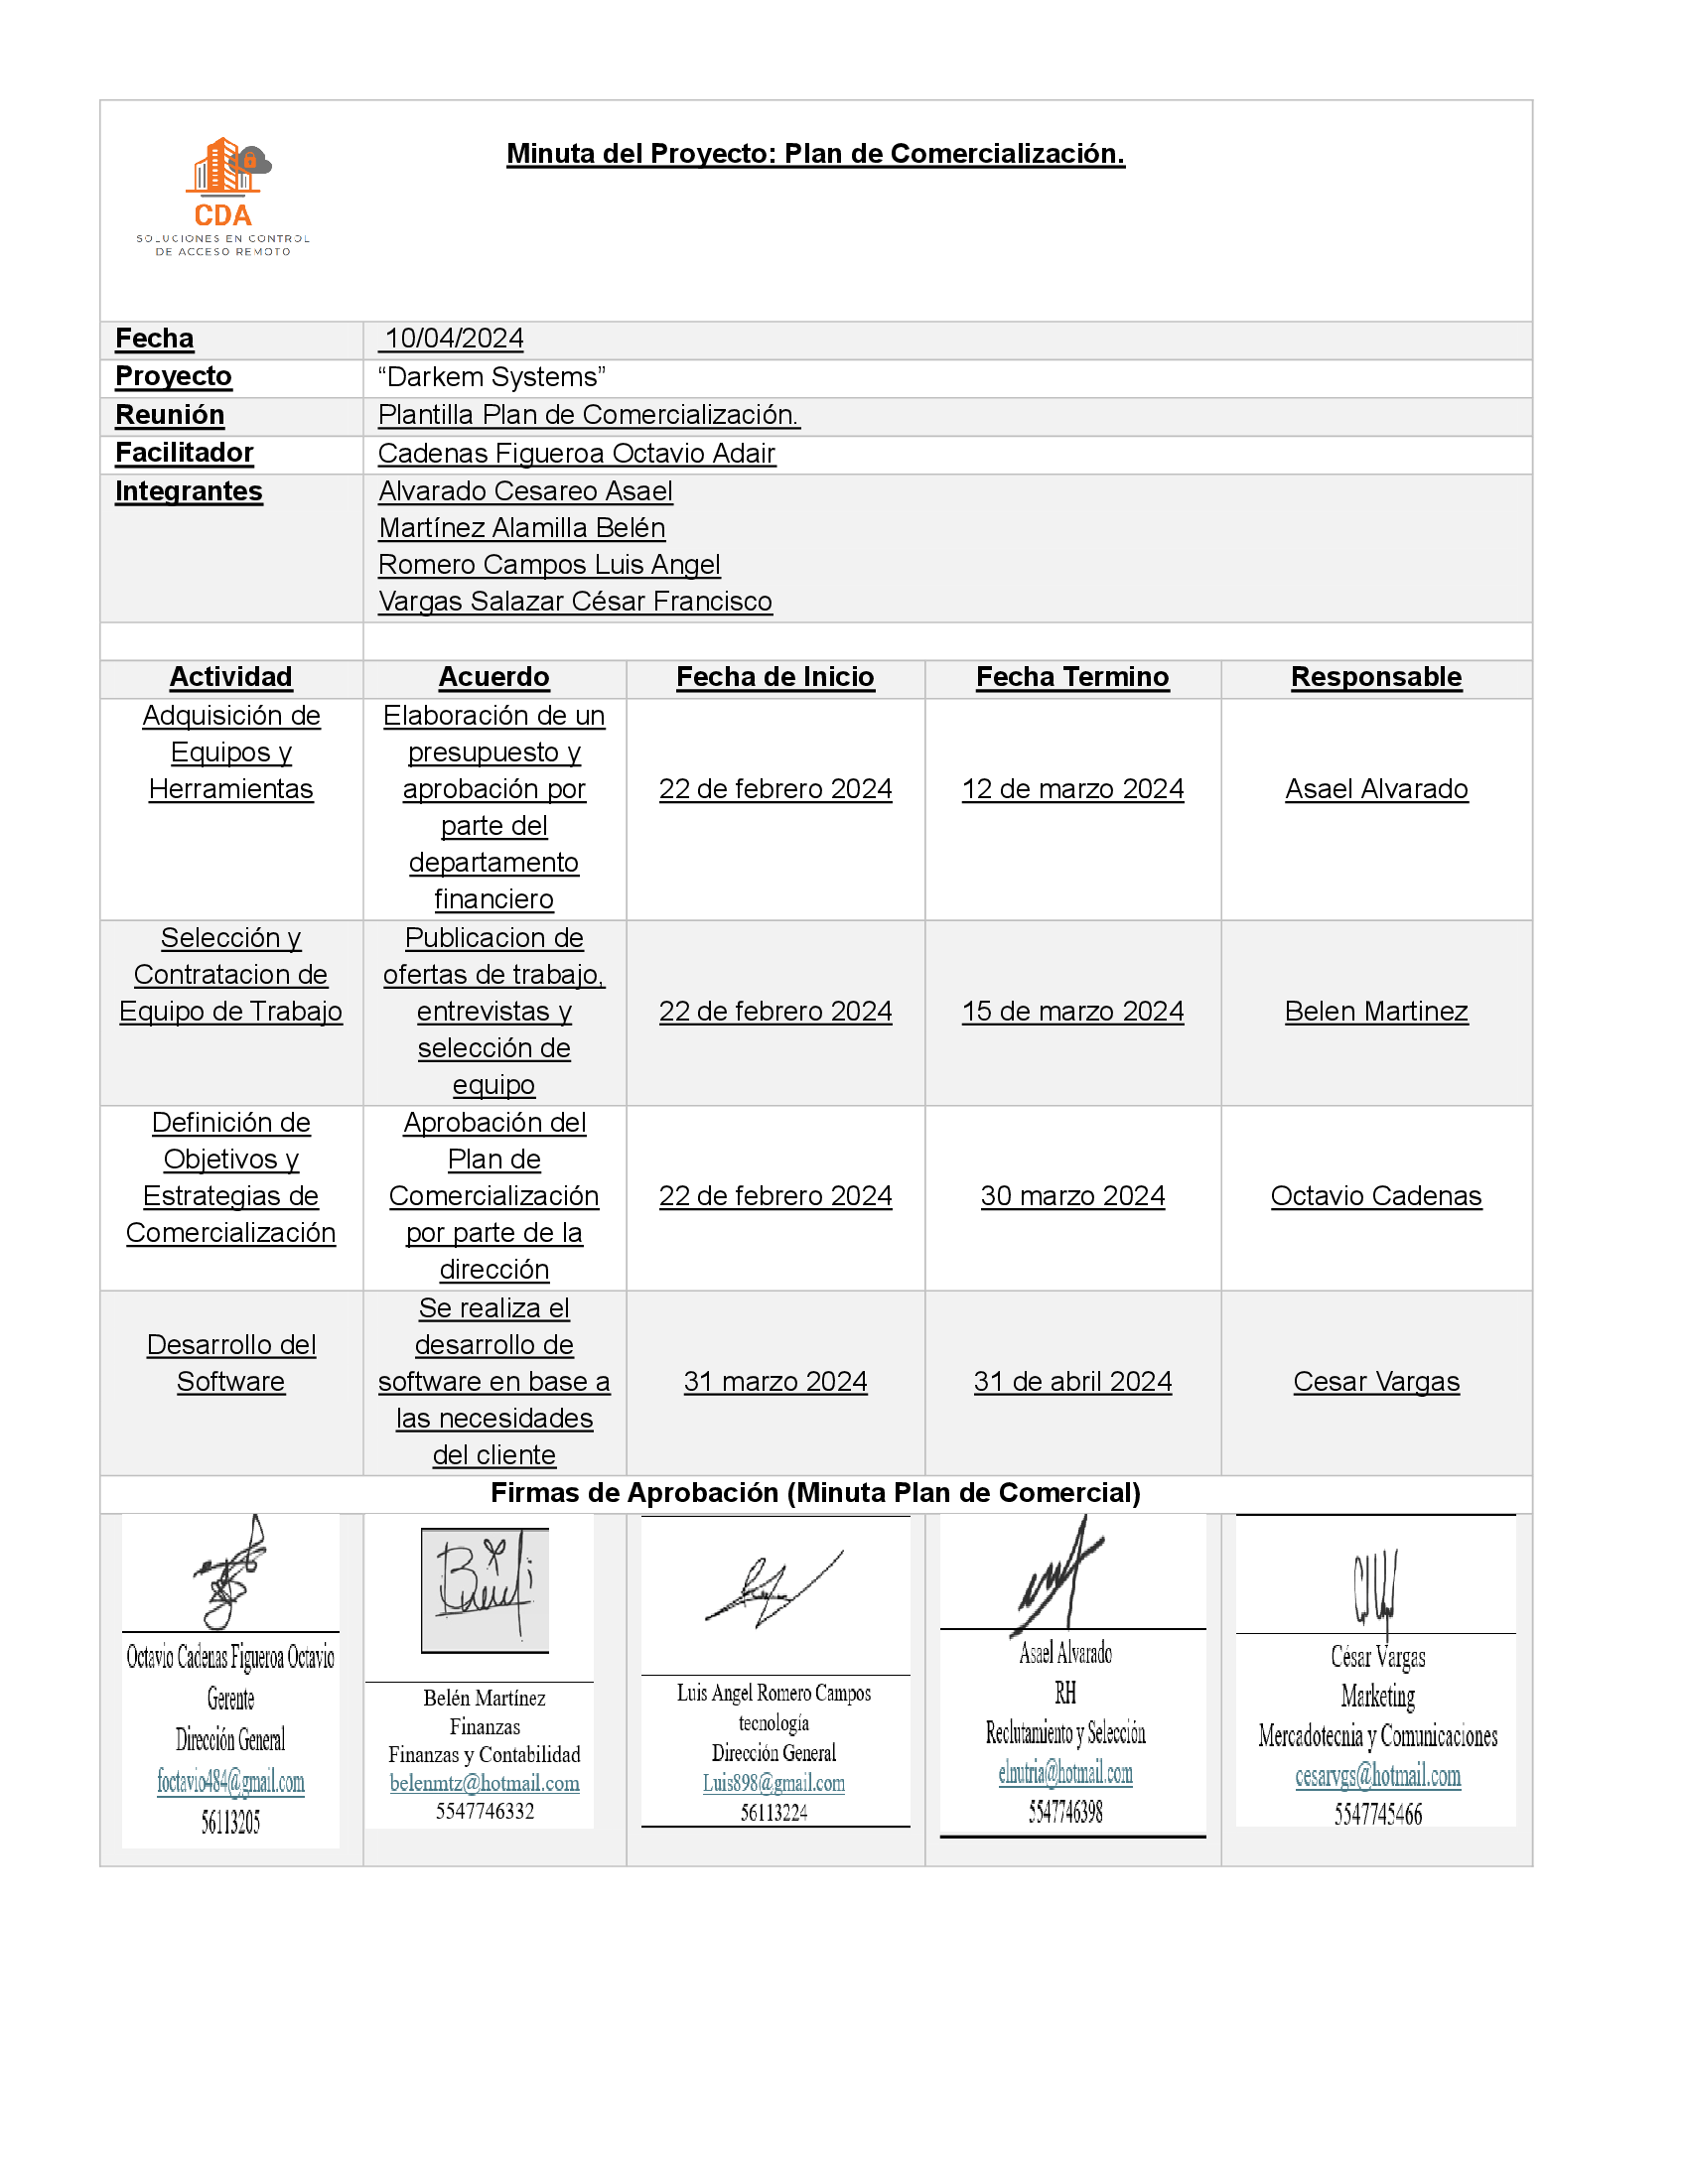 Minuta del Proyecto: Plan de Comercialización.
CDA
SOLUCIONES EN CONTROL
DE ACCESO REMOTO
Fecha 10/04/2024
Proyecto “Darkem Systems”
Reunión Plantilla Plan de Comercialización.
Facilitador Cadenas Figueroa Octavio Adair
Integrantes Alvarado Cesareo Asael
Martínez Alamilla Belén
Romero Campos Luis Angel
Vargas Salazar César Francisco
Actividad Acuerdo Fecha de Inicio Fecha Termino Responsable
Adquisición de
Equipos y
Herramientas
Elaboración de un
presupuesto y
aprobación por
parte del
departamento
financiero
22 de febrero 2024
12 de marzo 2024
Asael Alvarado
Selección y
Contratacion de
Equipo de Trabajo
Publicacion de
ofertas de trabajo,
entrevistas y
selección de
equipo
22 de febrero 2024
15 de marzo 2024
Belen Martinez
Definición de
Objetivos y
Estrategias de
Comercialización
Aprobación del
Plan de
Comercialización
por parte de la
dirección
22 de febrero 2024
30 marzo 2024
Octavio Cadenas
Desarrollo del
Software
Se realiza el
desarrollo de
software en base a
las necesidades
del cliente
31 marzo 2024
31 de abril 2024
Cesar Vargas
Firmas de Aprobación (Minuta Plan de Comercial)
Octavio Cadenas Figueroa Octavio
Gerente
Dirección General
foctavio484@gmail.com
56113205
Belén Martínez
Finanzas
Finanzas y Contabilidad
belenmtz@hotmail.com
5547746332
Luis Angel Romero Campos
tecnología
Dirección General
Luis898@gmail.com
56113224
Asael Alvarado
RH
Reclutamiento y Selección
elnutria@hotmail.com
5547746398
César Vargas
Marketing
Mercadotecnia y Comunicaciones
cesarvgs@hotmail.com
5547745466